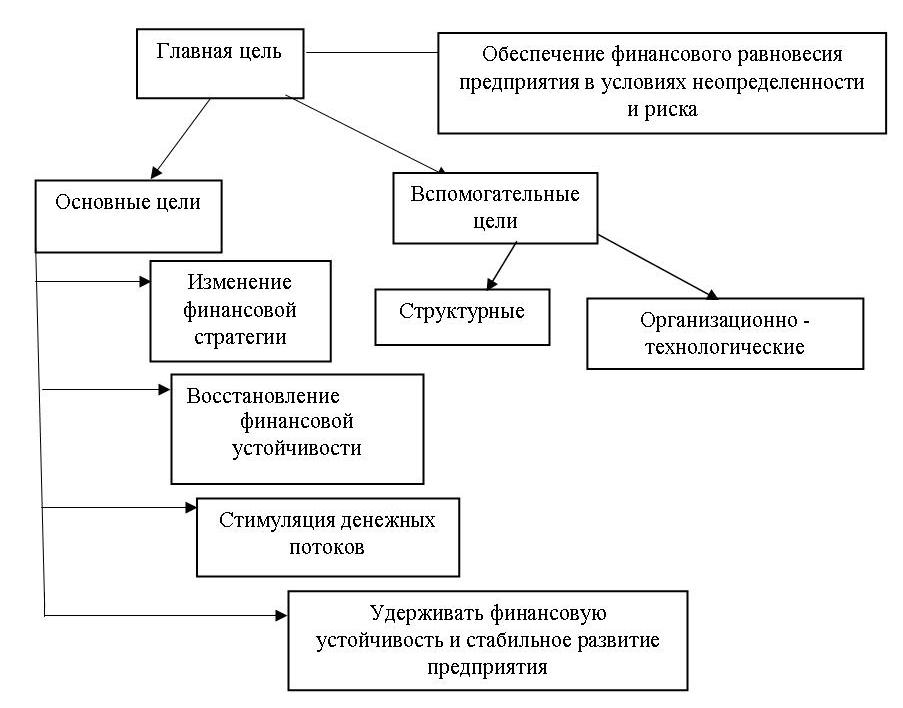 Главная цель
Обеспечение финансового равновесия
предприятия в условиях неопределенности
и риска
Основные цели
Вспомогательные
цели
Изменение
финансовой
стратегии
Структурные
Организационно -
технологические
Восстановление
финансовой
устойчивости
Стимуляция денежных
потоков
Удерживать финансовую
устойчивость и стабильное развитие
предприятия